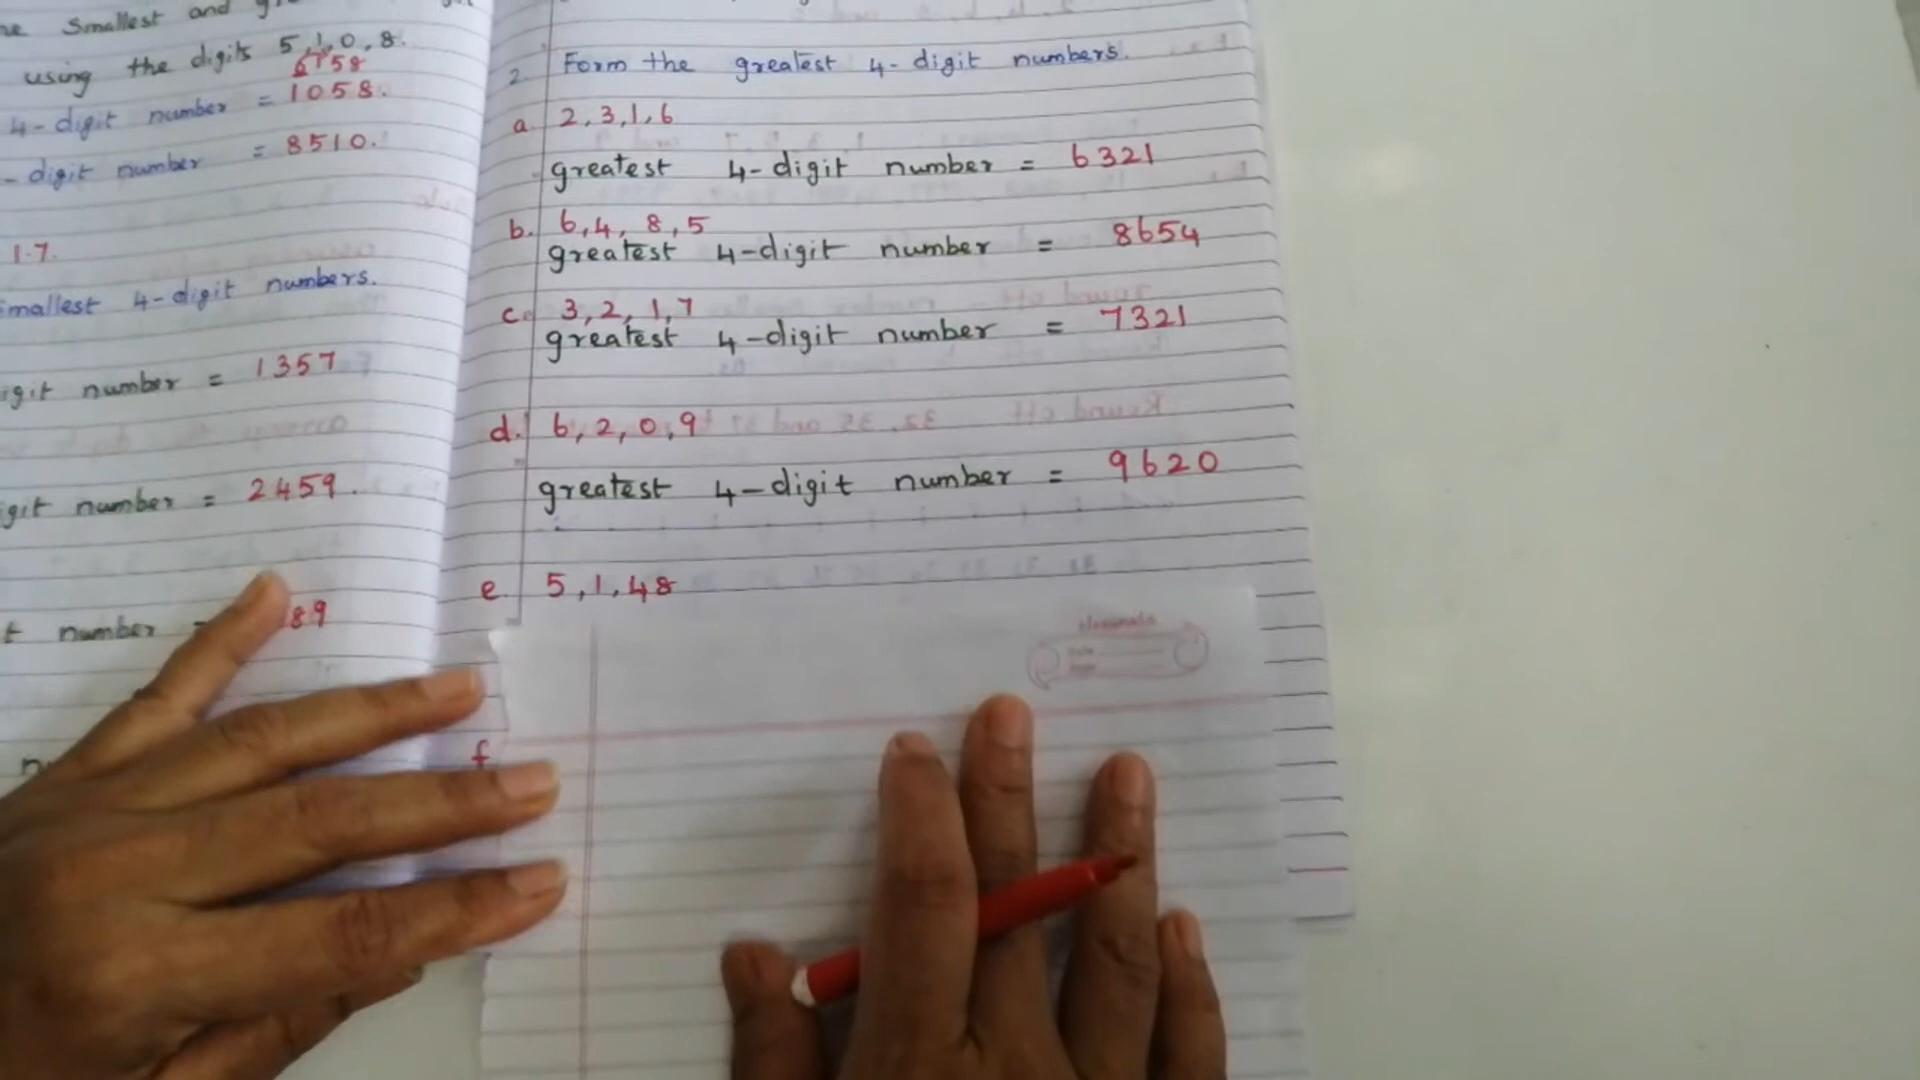 Smallest and
using the digits 5,1,0,8.
4-digit number = 1058.
- digit number = 8510.
1.7.
mallest 4-digit numbers.
igit number = 1357
git number = 2459.
t number = 89
2. Form the greatest 4-digit numbers.
a. 2,3,1,6
greatest 4-digit number = 6321
b. 6,4,8,5
greatest 4-digit number = 8654
c. 3,2,1,7
greatest 4-digit number = 7321
d. 6,2,0,9
greatest 4-digit number = 9620
e. 5,1,48
f